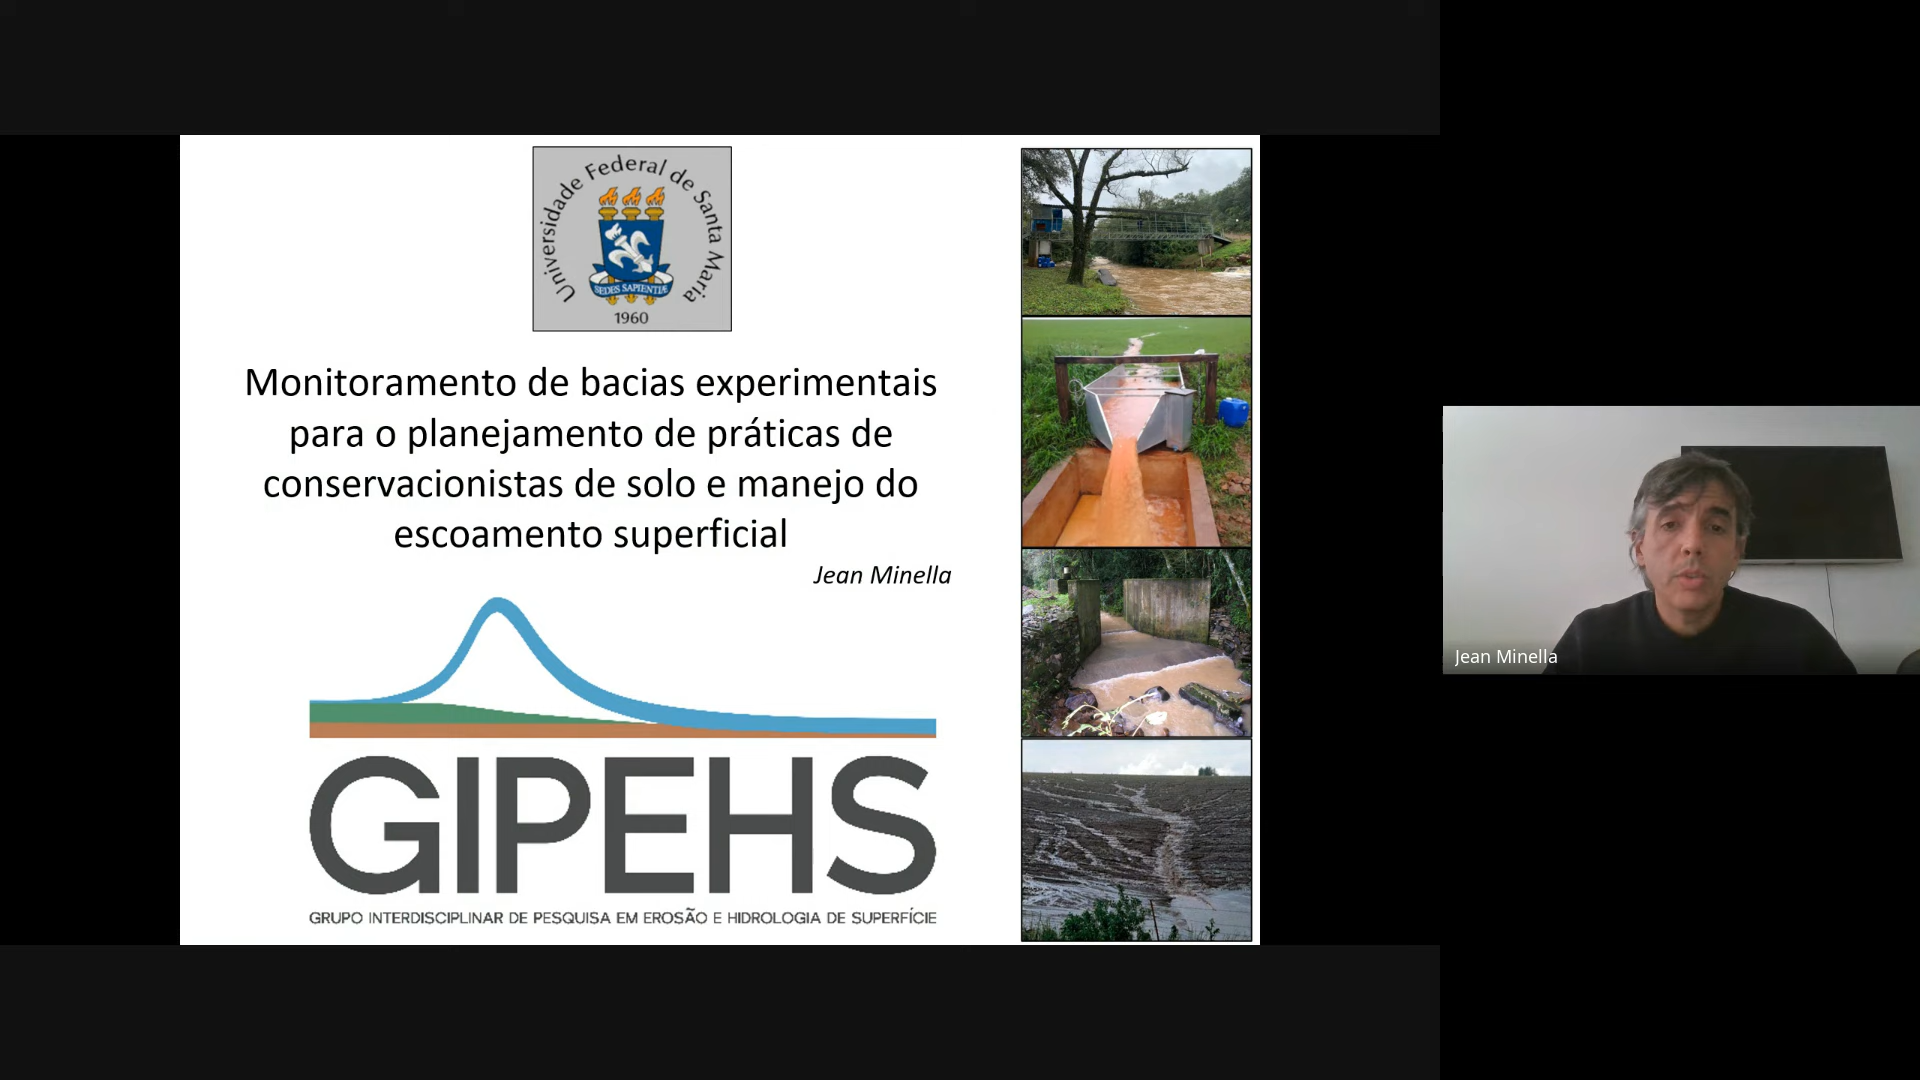 Universidade Federal de Santa Maria
SEDES SAPIENTIÆ
1960
Monitoramento de bacias experimentais
para o planejamento de práticas de
conservacionistas de solo e manejo do
escoamento superficial
Jean Minella
GIPEHS
GRUPO INTERDISCIPLINAR DE PESQUISA EM EROSÃO E HIDROLOGIA DE SUPERFÍCIE
Jean Minella